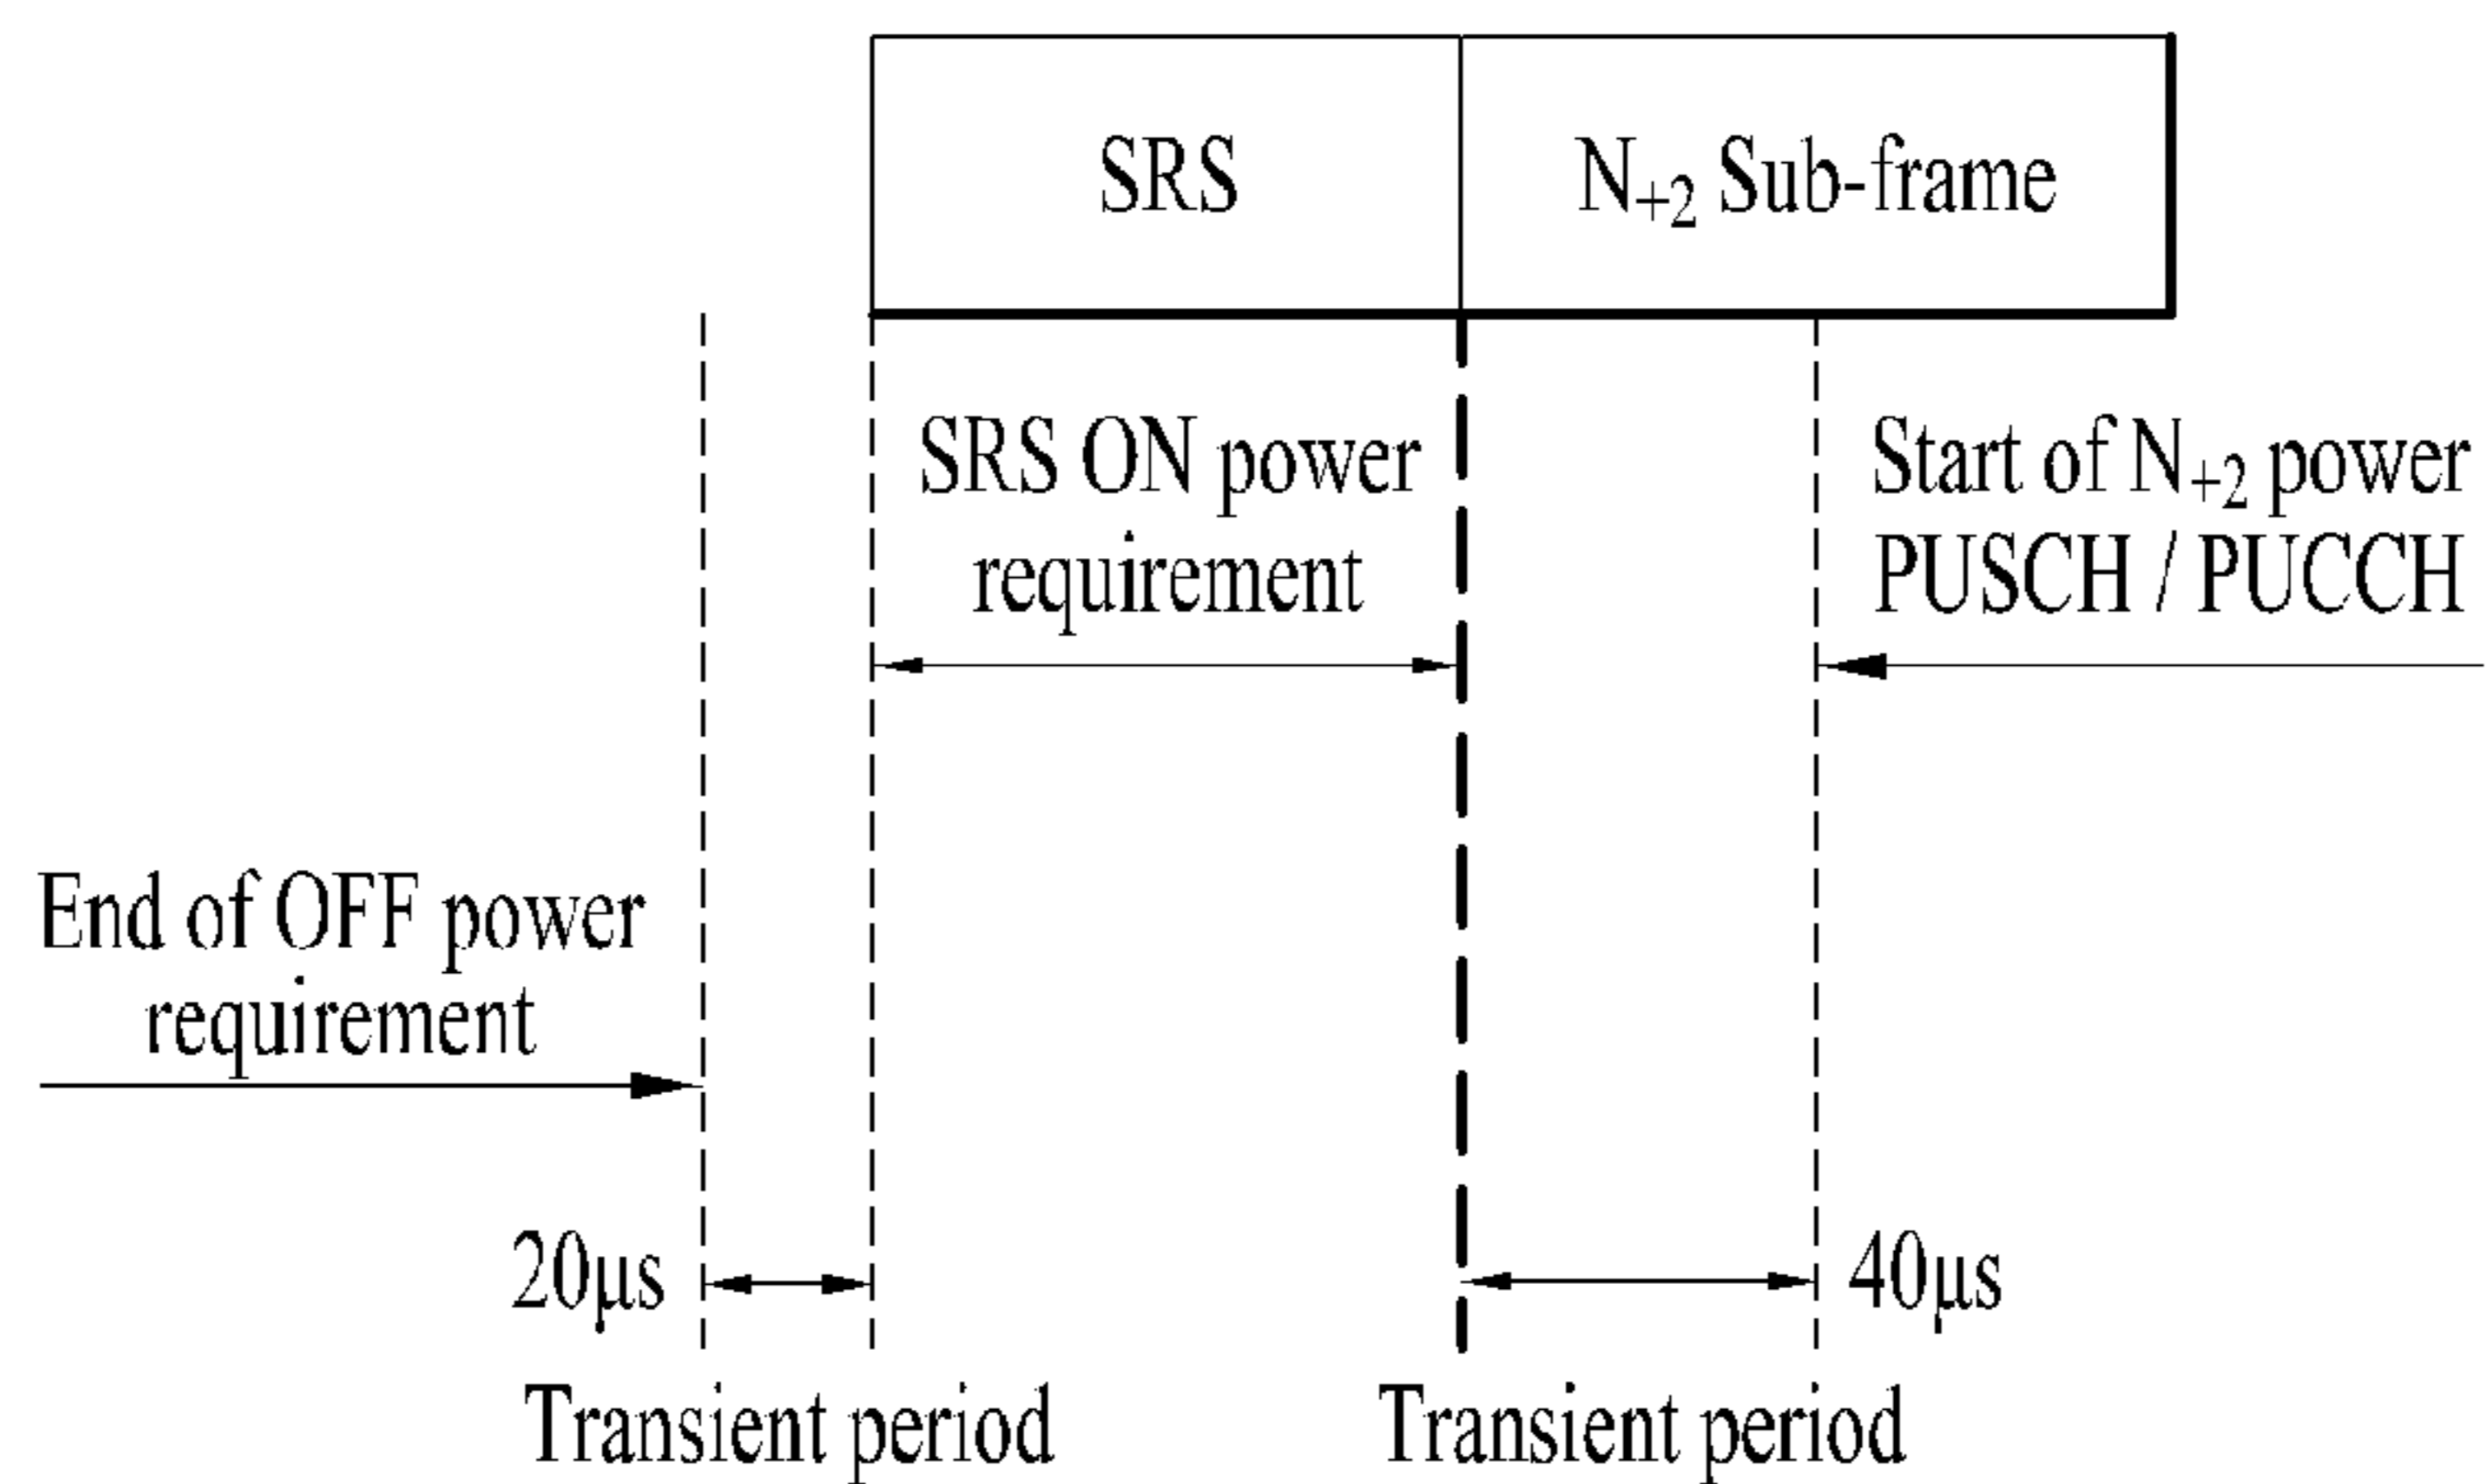 SRS
N+2 Sub-frame
SRS ON power
requirement
Start of N+2 power
PUSCH / PUCCH
End of OFF power
requirement
20μs
40μs
Transient period
Transient period